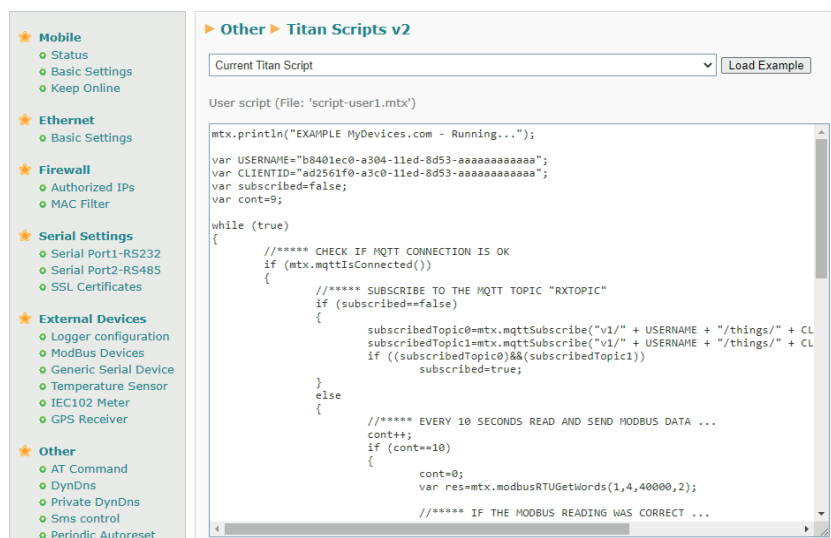 Mobile
Status
Basic Settings
Keep Online
Ethernet
Basic Settings
Firewall
Authorized IPs
MAC Filter
Serial Settings
Serial Port1-RS232
Serial Port2-RS485
SSL Certificates
External Devices
Logger configuration
ModBus Devices
Generic Serial Device
Temperature Sensor
IEC102 Meter
GPS Receiver
Other
AT Command
DynDns
Private DynDns
Sms control
Periodic Autoreset
Other Titan Scripts v2
Current Titan Script
Load Example
User script (File: 'script-user1.mtx')
mtx.println("EXAMPLE MyDevices.com - Running...");
var USERNAME="b8401ec0-a304-11ed-8d53-aaaaaaaaaaaa";
var CLIENTID="ad2561f0-a3c0-11ed-8d53-aaaaaaaaaaaa";
var subscribed=false;
var cont=9;
while (true)
{
//***** CHECK IF MQTT CONNECTION IS OK
if (mtx.mqttIsConnected())
{
//***** SUBSCRIBE TO THE MQTT TOPIC "RXTOPIC"
if (subscribed==false)
{
subscribedTopic0=mtx.mqttSubscribe("v1/" + USERNAME + "/things/" + CL
subscribedTopic1=mtx.mqttSubscribe("v1/" + USERNAME + "/things/" + CL
if ((subscribedTopic0)&&(subscribedTopic1))
subscribed=true;
}
else
{
//***** EVERY 10 SECONDS READ AND SEND MODBUS DATA ...
cont++;
if (cont==10)
{
cont=0;
var res=mtx.modbusRTUGetWords(1,4,40000,2);
//***** IF THE MODBUS READING WAS CORRECT ...